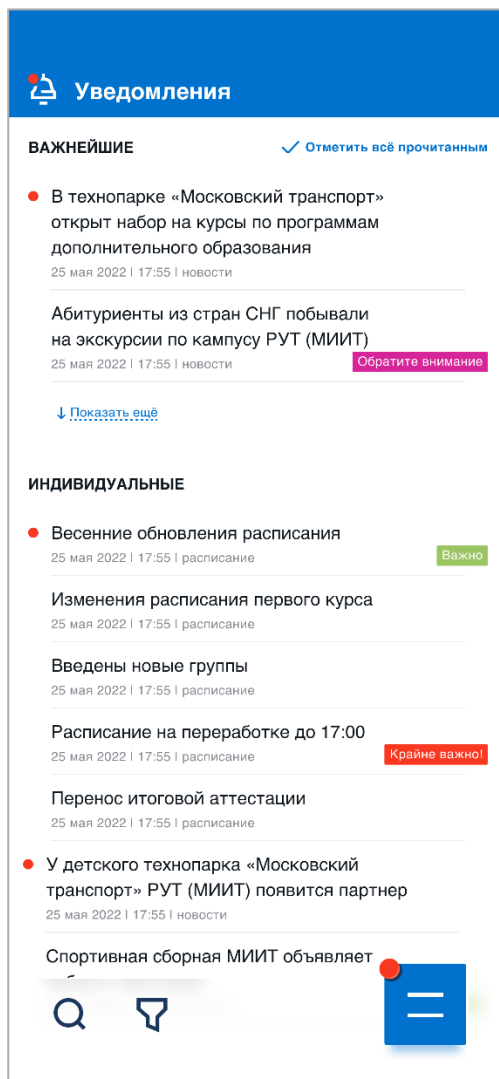 Уведомления
ВАЖНЕЙШИЕ
Отметить всё прочитанным
В технопарке «Московский транспорт»
открыт набор на курсы по программам
дополнительного образования
25 мая 2022 | 17:55 | новости
Абитуриенты из стран СНГ побывали
на экскурсии по кампусу РУТ (МИИТ)
25 мая 2022 | 17:55 | новости
Обратите внимание
Показать ещё
ИНДИВИДУАЛЬНЫЕ
Весенние обновления расписания
25 мая 2022 | 17:55 | расписание
Важно
Изменения расписания первого курса
25 мая 2022 | 17:55 | расписание
Введены новые группы
25 мая 2022 | 17:55 | расписание
Расписание на переработке до 17:00
25 мая 2022 | 17:55 | расписание
Крайне важно!
Перенос итоговой аттестации
25 мая 2022 | 17:55 | расписание
У детского технопарка «Московский
транспорт» РУТ (МИИТ) появится партнер
25 мая 2022 | 17:55 | новости
Спортивная сборная МИИТ объявляет